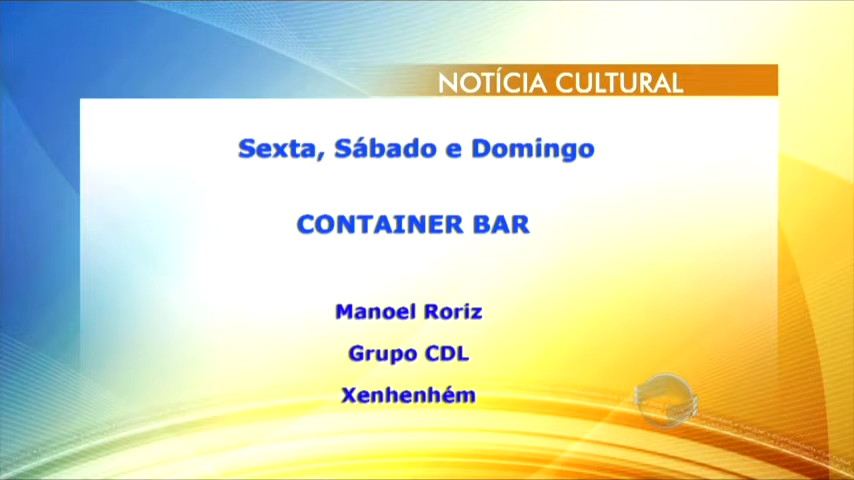 NOTÍCIA CULTURAL
Sexta, Sábado e Domingo
CONTAINER BAR
Manoel Roriz
Grupo CDL
Xenhenhém